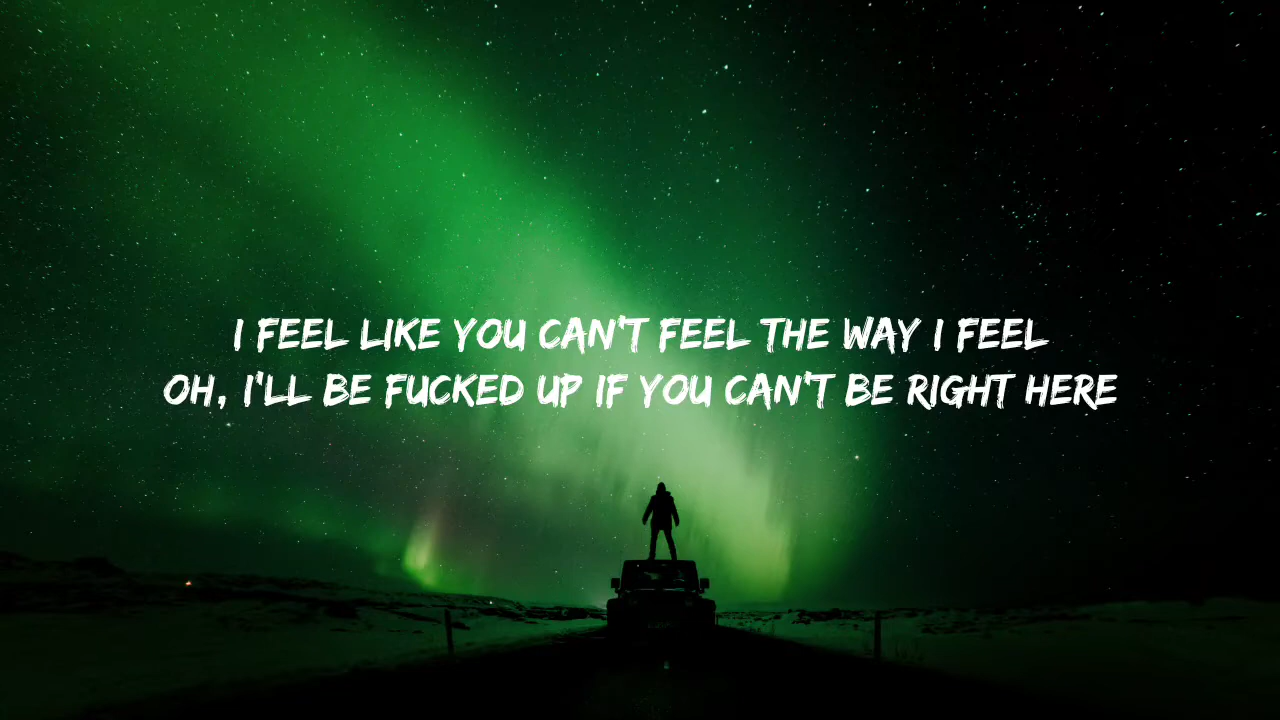 I FEEL LIKE YOU CAN'T FEEL THE WAY I FEEL
OH, I'LL BE FUCKED UP IF YOU CAN'T BE RIGHT HERE